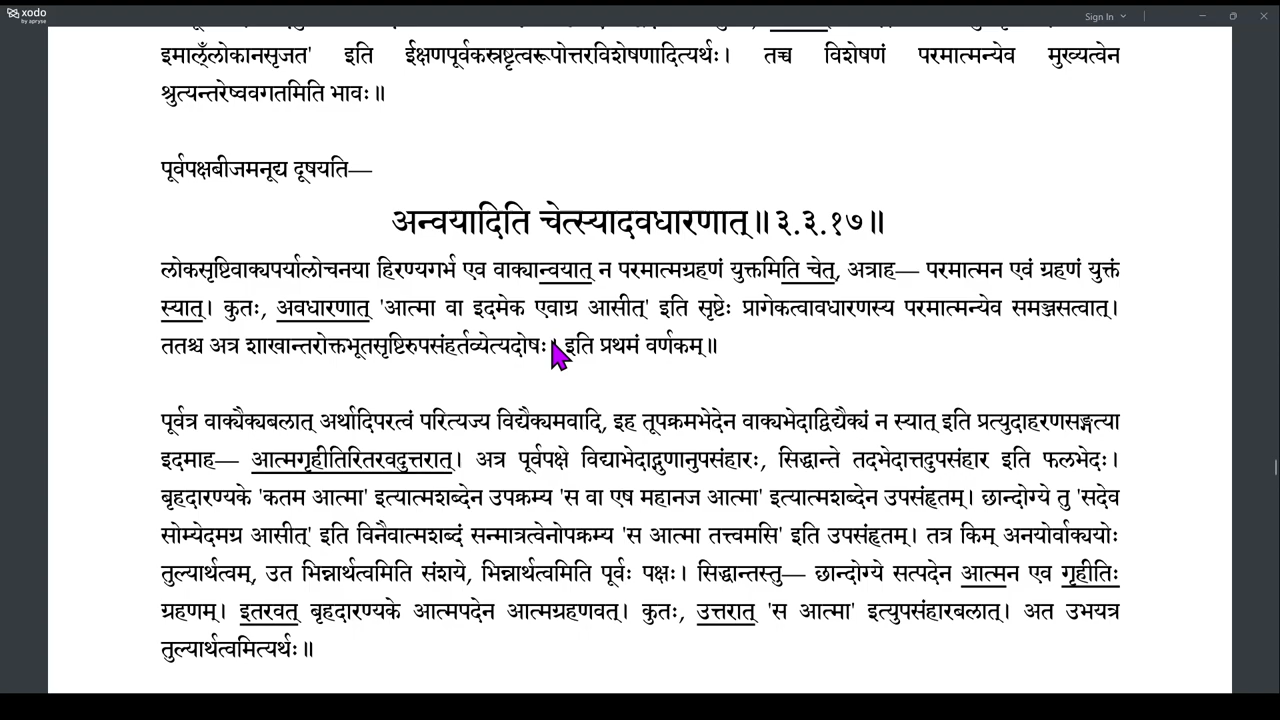 xodo
by apryse
Sign In
इमाल्ँलोकानसृजत' इति ईक्षणपूर्वकस्रष्टृत्वरूपोत्तरविशेषणादित्यर्थः। तच्च विशेषणं परमात्मन्येव मुख्यत्वेन
श्रुत्यन्तरेष्ववगतमिति भावः॥
पूर्वपक्षबीजमनूद्य दूषयति—
अन्वयादिति चेत्स्यादवधारणात्॥३.३.१७॥
लोकसृष्टिवाक्यपर्यालोचनया हिरण्यगर्भ एव वाक्यान्वयात् न परमात्मग्रहणं युक्तमिति चेत्, अत्राह— परमात्मन एवं ग्रहणं युक्तं
स्यात्। कुतः, अवधारणात् 'आत्मा वा इदमेक एवाग्र आसीत्' इति सृष्टेः प्रागेकत्वावधारणस्य परमात्मन्येव समञ्जसत्वात्।
ततश्च अत्र शाखान्तरोक्तभूतसृष्टिरुपसंहर्तव्येत्यदोषः। इति प्रथमं वर्णकम्॥
पूर्वत्र वाक्यैक्यबलात् अर्थादिपरत्वं परित्यज्य विद्यैक्यमवादि, इह तूपक्रमभेदेन वाक्यभेदाद्विद्यैक्यं न स्यात् इति प्रत्युदाहरणसङ्गत्या
इदमाह— आत्मगृहीतिरितरवदुत्तरात्। अत्र पूर्वपक्षे विद्याभेदाद्गुणानुपसंहारः, सिद्धान्ते तदभेदात्तदुपसंहार इति फलभेदः।
बृहदारण्यके 'कतम आत्मा' इत्यात्मशब्देन उपक्रम्य 'स वा एष महानज आत्मा' इत्यात्मशब्देन उपसंहृतम्। छान्दोग्ये तु 'सदेव
सोम्येदमग्र आसीत्' इति विनैवात्मशब्दं सन्मात्रत्वेनोपक्रम्य 'स आत्मा तत्त्वमसि' इति उपसंहृतम्। तत्र किम् अनयोर्वाक्ययोः
तुल्यार्थत्वम्, उत भिन्नार्थत्वमिति संशये, भिन्नार्थत्वमिति पूर्वः पक्षः। सिद्धान्तस्तु— छान्दोग्ये सत्पदेन आत्मन एव गृहीतिः
ग्रहणम्। इतरवत् बृहदारण्यके आत्मपदेन आत्मग्रहणवत्। कुतः, उत्तरात् 'स आत्मा' इत्युपसंहारबलात्। अत उभयत्र
तुल्यार्थत्वमित्यर्थः॥